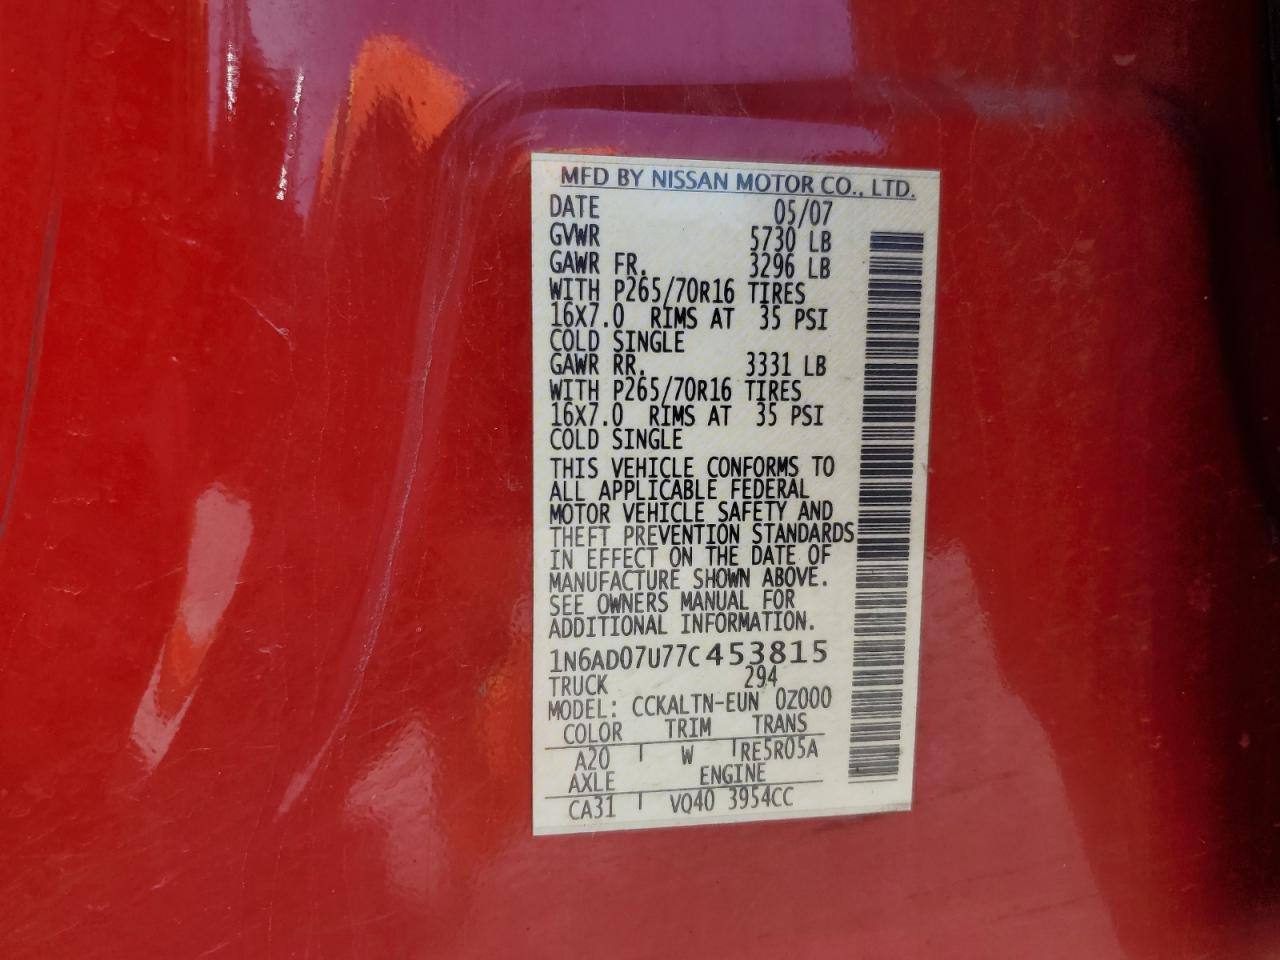 MFD BY NISSAN MOTOR CO., LTD.
DATE 05/07
GVWR 5730 LB
GAWR FR. 3296 LB
WITH P265/70R16 TIRES
16X7.0 RIMS AT 35 PSI
COLD SINGLE
GAWR RR. 3331 LB
WITH P265/70R16 TIRES
16X7.0 RIMS AT 35 PSI
COLD SINGLE
THIS VEHICLE CONFORMS TO
ALL APPLICABLE FEDERAL
MOTOR VEHICLE SAFETY AND
THEFT PREVENTION STANDARDS
IN EFFECT ON THE DATE OF
MANUFACTURE SHOWN ABOVE.
SEE OWNERS MANUAL FOR
ADDITIONAL INFORMATION.
1N6AD07U77C453815
TRUCK 294
MODEL: CCKALTN-EUN 0Z000
COLOR TRIM TRANS
A20 W RE5R05A
AXLE ENGINE
CA31 VQ40 3954CC